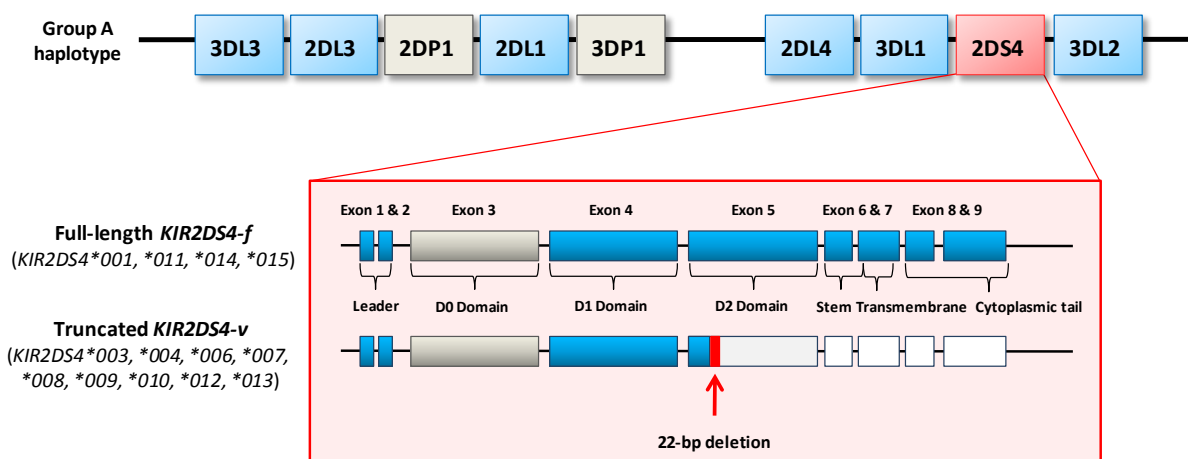 Group A
haplotype
3DL3 2DL3 2DP1 2DL1 3DP1 2DL4 3DL1 2DS4 3DL2
Exon 1 & 2 Exon 3 Exon 4 Exon 5 Exon 6 & 7 Exon 8 & 9
Full-length KIR2DS4-f
(KIR2DS4*001, *011, *014, *015)
Leader D0 Domain D1 Domain D2 Domain Stem Transmembrane Cytoplasmic tail
Truncated KIR2DS4-v
(KIR2DS4*003, *004, *006, *007,
*008, *009, *010, *012, *013)
22-bp deletion